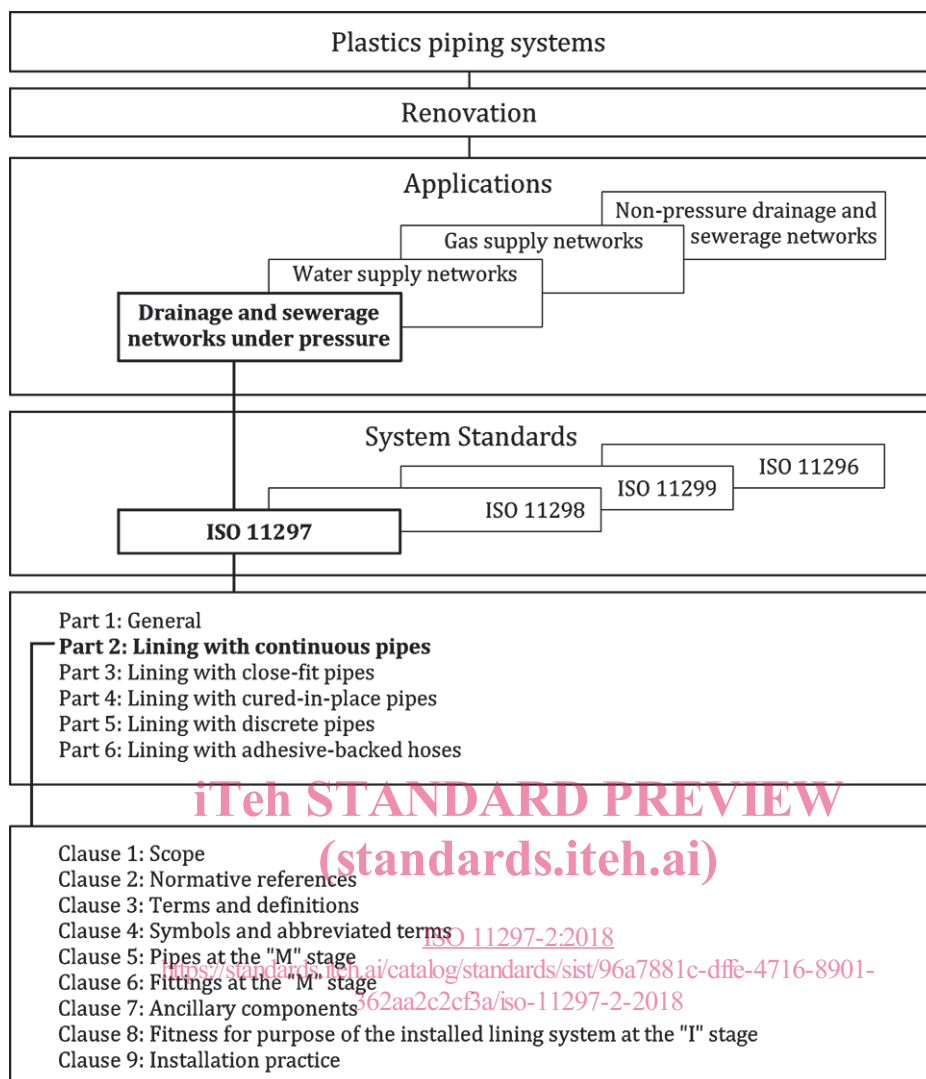 Plastics piping systems
Renovation
Applications
Non-pressure drainage and
sewerage networks
Gas supply networks
Water supply networks
Drainage and sewerage
networks under pressure
System Standards
ISO 11296
ISO 11299
ISO 11298
ISO 11297
Part 1: General
Part 2: Lining with continuous pipes
Part 3: Lining with close-fit pipes
Part 4: Lining with cured-in-place pipes
Part 5: Lining with discrete pipes
Part 6: Lining with adhesive-backed hoses
iTeh STANDARD PREVIEW
(standards.iteh.ai)
Clause 1: Scope
Clause 2: Normative references
Clause 3: Terms and definitions
Clause 4: Symbols and abbreviated terms
ISO 11297-2:2018
Clause 5: Pipes at the "M" stage
https://standards.iteh.ai/catalog/standards/sist/96a7881c-dffe-4716-8901-
Clause 6: Fittings at the "M" stage
362aa2c2cf3a/iso-11297-2-2018
Clause 7: Ancillary components
Clause 8: Fitness for purpose of the installed lining system at the "I" stage
Clause 9: Installation practice